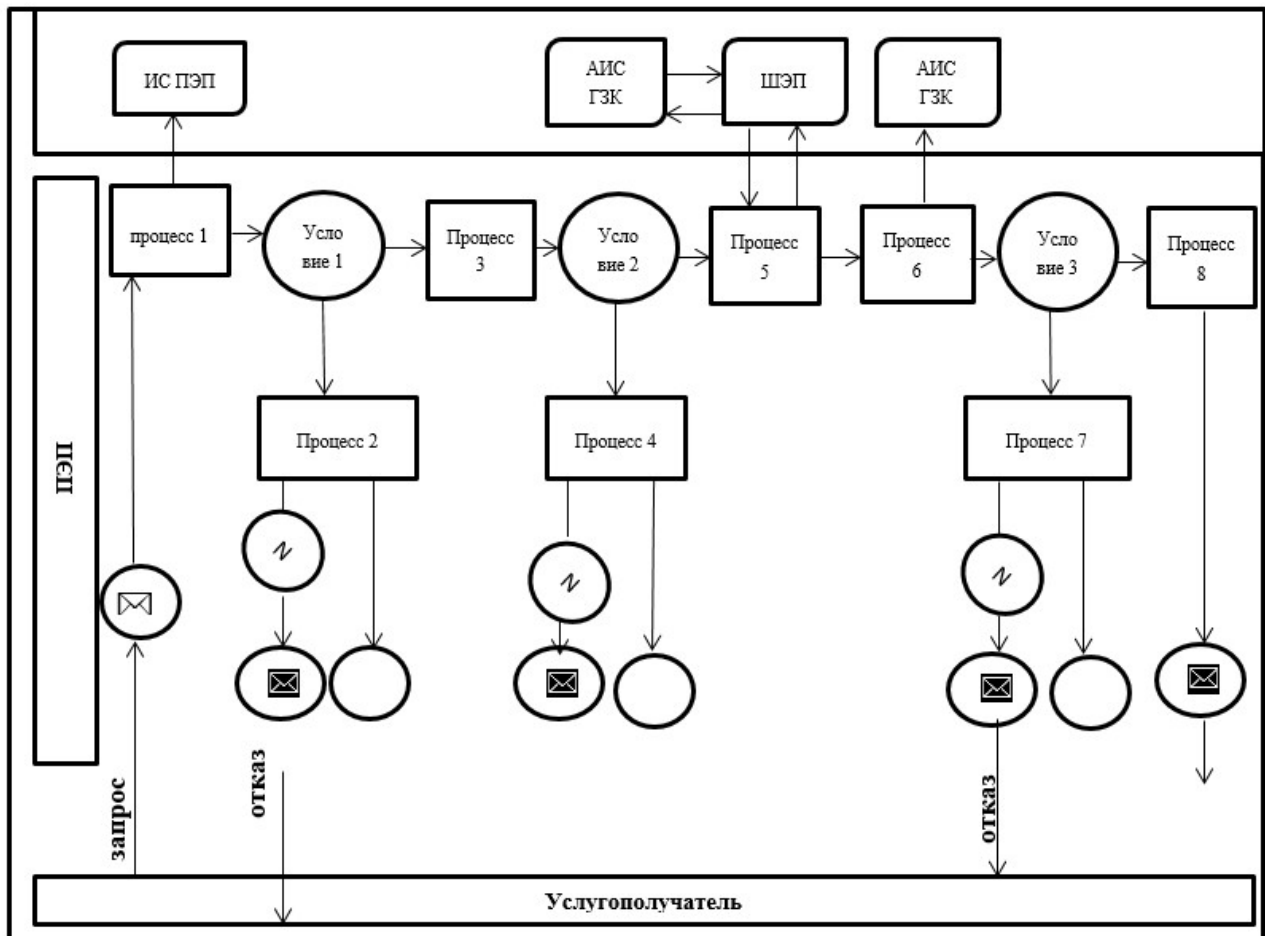 ИС ПЭП
АИС
ГЗК
ШЭП
АИС
ГЗК
процесс 1
Усло
вие 1
Процесс
3
Усло
вие 2
Процесс
5
Процесс
6
Усло
вие 3
Процесс
8
Процесс 2
Процесс 4
Процесс 7
ПЭП
N
N
N
запрос
отказ
отказ
Услугополучатель